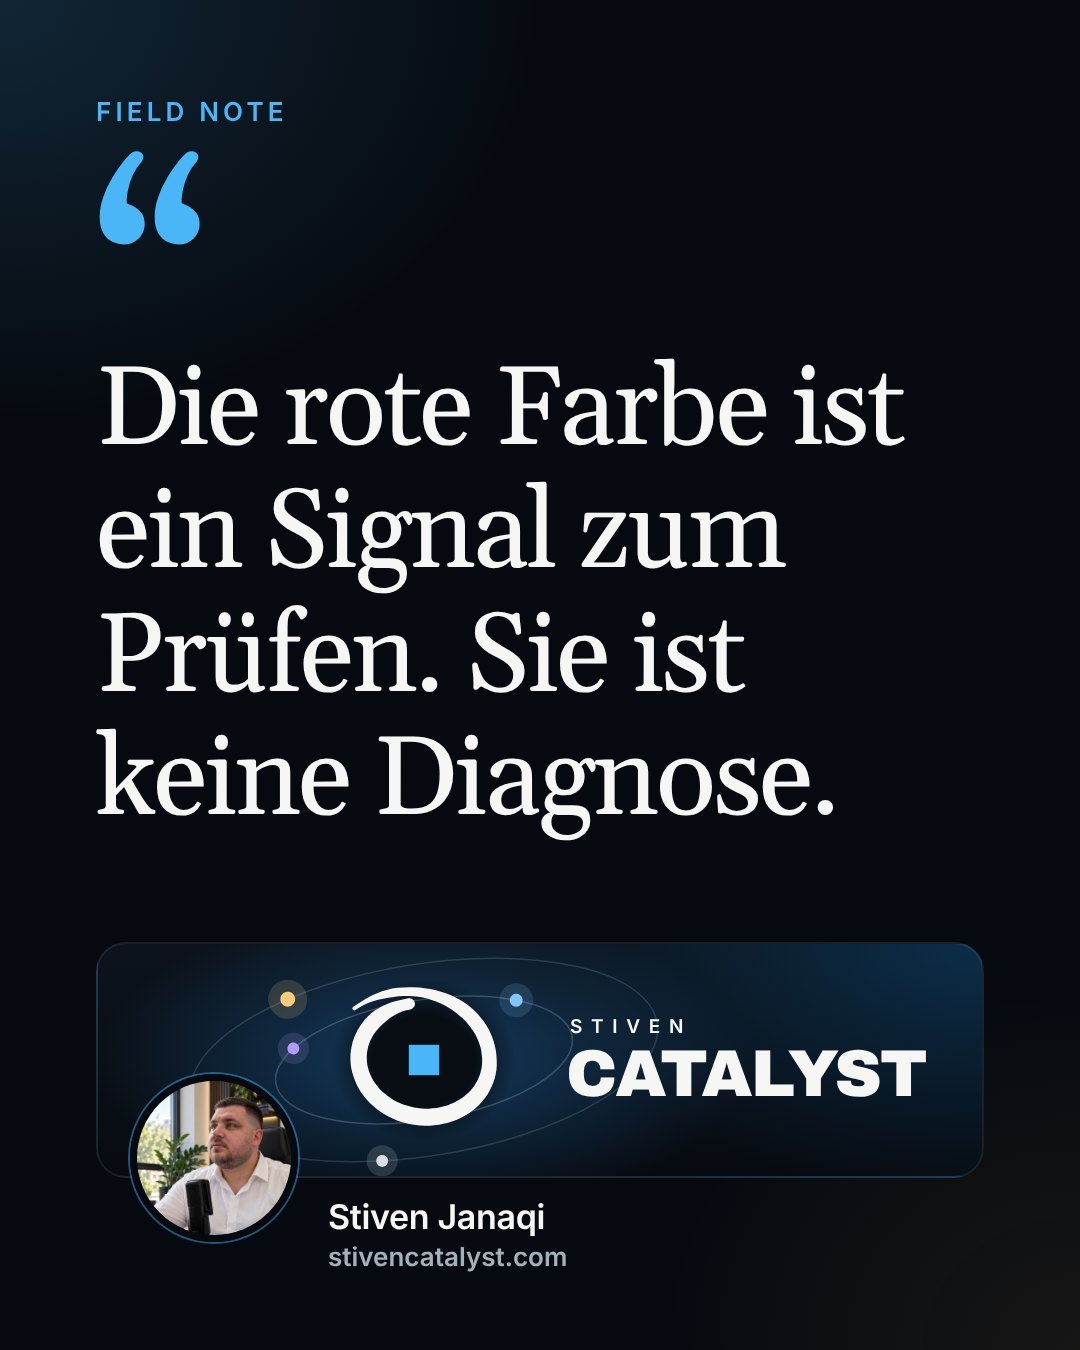 FIELD NOTE
“
Die rote Farbe ist
ein Signal zum
Prüfen. Sie ist
keine Diagnose.
STIVEN
CATALYST
Stiven Janaqi
stivencatalyst.com